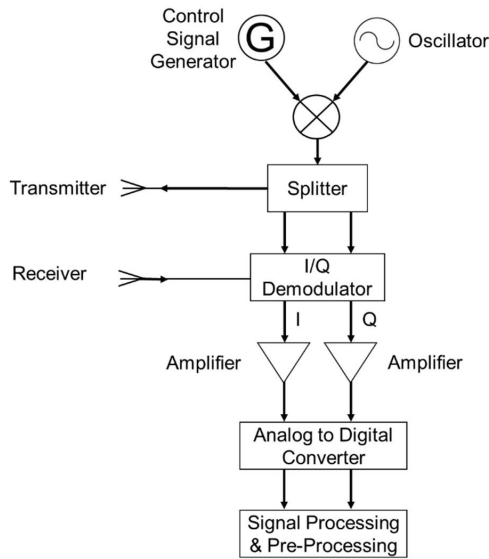 Control
Signal
Generator
G
Oscillator
Transmitter
Splitter
Receiver
I/Q
Demodulator
I
Q
Amplifier
Amplifier
Analog to Digital
Converter
Signal Processing
& Pre-Processing